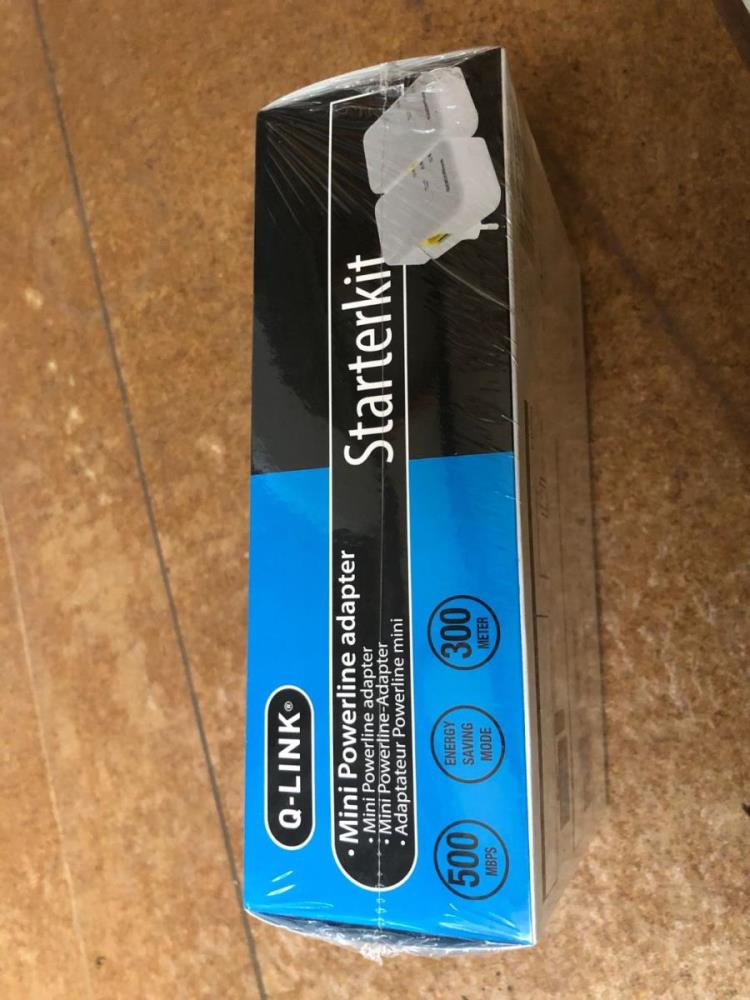 Q-LINK®
• Mini Powerline adapter
• Mini Powerline adapter
• Mini Powerline-Adapter
• Adaptateur Powerline mini
Starterkit
500
MBPS
ENERGY
SAVING
MODE
300
METER